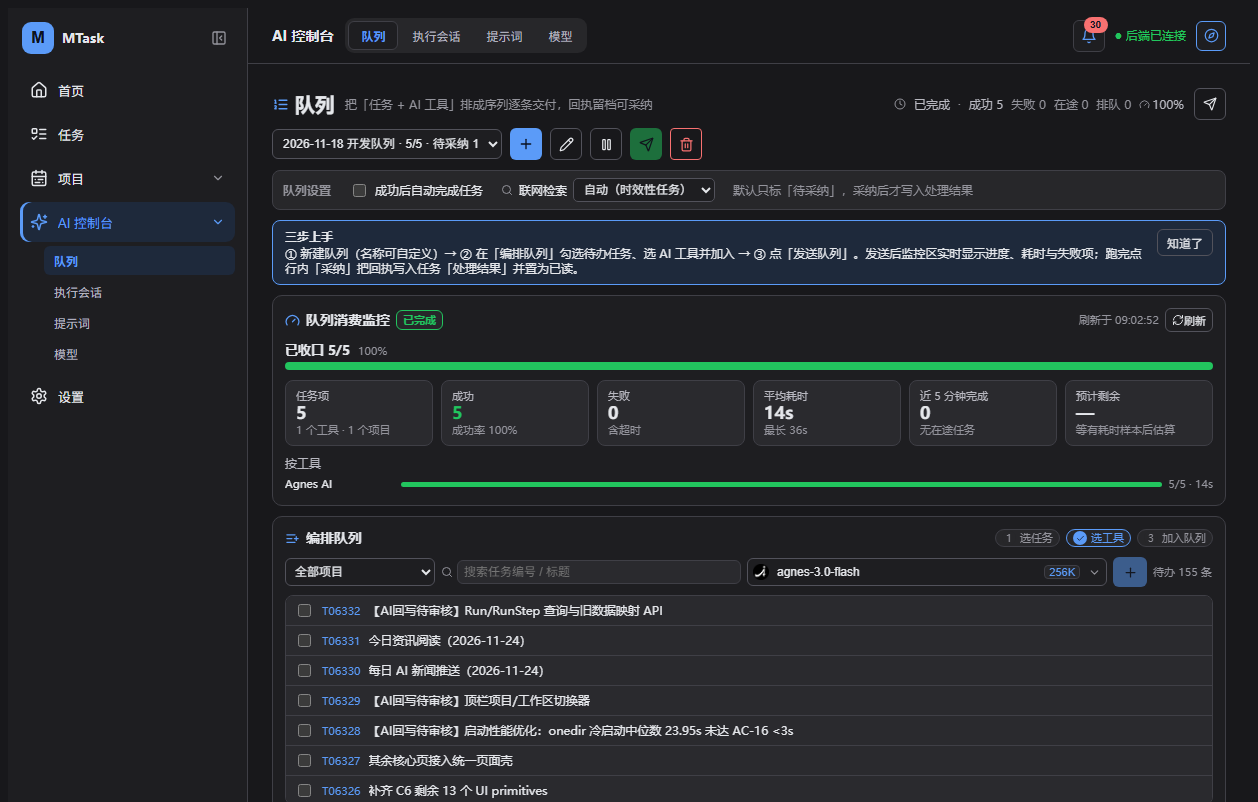 M MTask
首页
任务
项目
AI 控制台
队列
执行会话
提示词
模型
设置
AI 控制台 队列 执行会话 提示词 模型
30
后端已连接
队列 把「任务 + AI 工具」排成序列逐条交付，回执留档可采纳
已完成 · 成功 5 失败 0 在途 0 排队 0 100%
2026-11-18 开发队列 · 5/5 · 待采纳 1
队列设置 成功后自动完成任务 联网检索 自动（时效性任务） 默认只标「待采纳」，采纳后才写入处理结果
三步上手
① 新建队列（名称可自定义）→ ② 在「编排队列」勾选待办任务、选 AI 工具并加入 → ③ 点「发送队列」。发送后监控区实时显示进度、耗时与失败项；跑完点
行内「采纳」把回执写入任务「处理结果」并置为已读。
知道了
队列消费监控 已完成
刷新于 09:02:52 刷新
已收口 5/5 100%
任务项
5
1 个工具 · 1 个项目
成功
5
成功率 100%
失败
0
含超时
平均耗时
14s
最长 36s
近 5 分钟完成
0
无在途任务
预计剩余
—
等有耗时样本后估算
按工具
Agnes AI 5/5 · 14s
编排队列
1 选任务 选工具 3 加入队列
全部项目 搜索任务编号 / 标题 agnes-3.0-flash 256K + 待办 155 条
T06332 【AI回写待审核】Run/RunStep 查询与旧数据映射 API
T06331 今日资讯阅读（2026-11-24）
T06330 每日 AI 新闻推送（2026-11-24）
T06329 【AI回写待审核】顶栏项目/工作区切换器
T06328 【AI回写待审核】启动性能优化：onedir 冷启动中位数 23.95s 未达 AC-16 <3s
T06327 其余核心页接入统一页面壳
T06326 补齐 C6 剩余 13 个 UI primitives